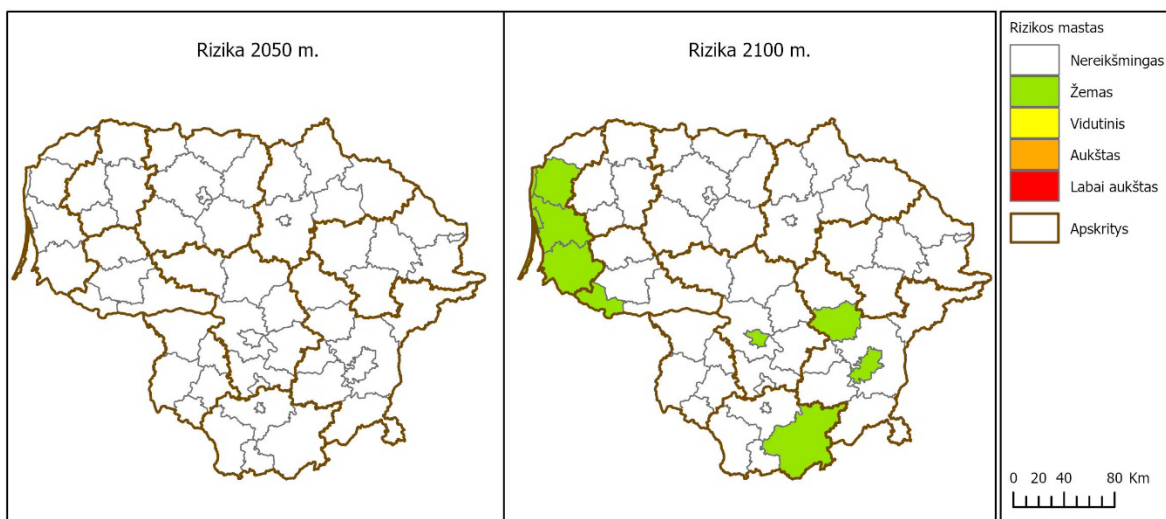 Rizika 2050 m.
Rizika 2100 m.
Rizikos mastas
Nereikšmingas
Žemas
Vidutinis
Aukštas
Labai aukštas
Apskritys
0 20 40 80 Km